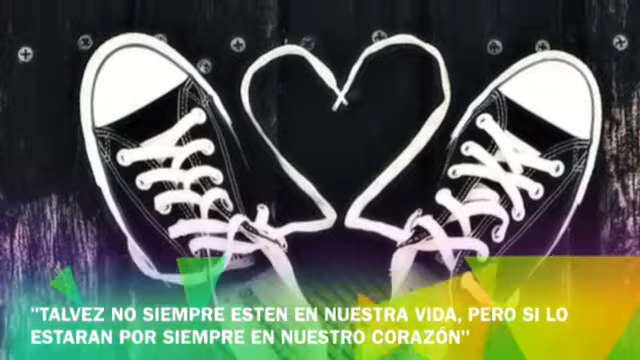 "TALVEZ NO SIEMPRE ESTEN EN NUESTRA VIDA, PERO SI LO
ESTARAN POR SIEMPRE EN NUESTRO CORAZÓN"